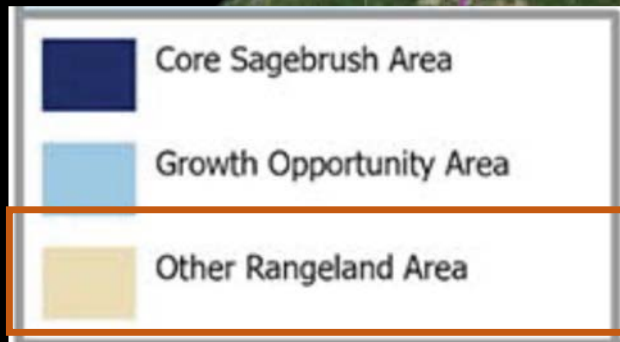 Core Sagebrush Area
Growth Opportunity Area
Other Rangeland Area